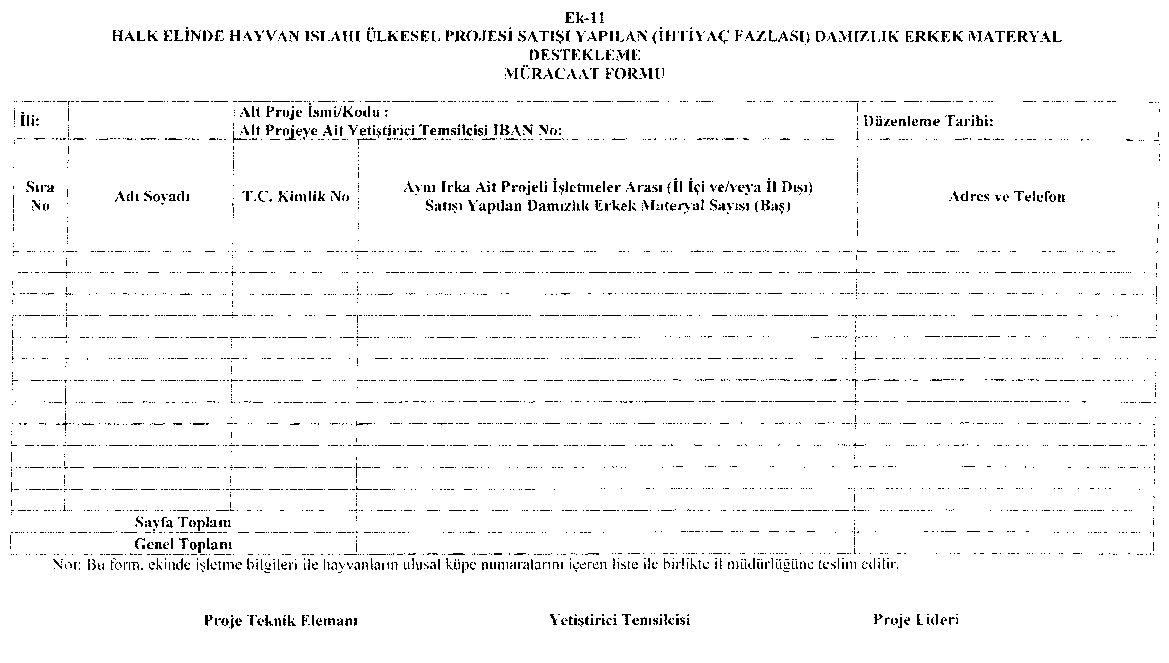 Ek-11
HALK ELİNDE HAYVAN ISLAHI ÜLKESEL PROJESİ SATIŞI YAPILAN (İHTİYAÇ FAZLASI) DAMIZLIK ERKEK MATERYAL
DESTEKLEME
MÜRACAAT FORMU
İli:
Alt Proje İsmi/Kodu :
Alt Projeye Ait Yetiştirici Temsilcisi IBAN No:
Düzenleme Tarihi:
Sıra
No
Adı Soyadı
T.C. Kimlik No
Aynı Irka Ait Projeli İşletmeler Arası (İl İçi ve/veya İl Dışı)
Satışı Yapılan Damızlık Erkek Materyal Sayısı (Baş)
Adres ve Telefon
Sayfa Toplamı
Genel Toplamı
Not: Bu form, ekinde işletme bilgileri ile hayvanların ulusal küpe numaralarını içeren liste ile birlikte il müdürlüğüne teslim edilir.
Proje Teknik Elemanı
Yetiştirici Temsilcisi
Proje Lideri